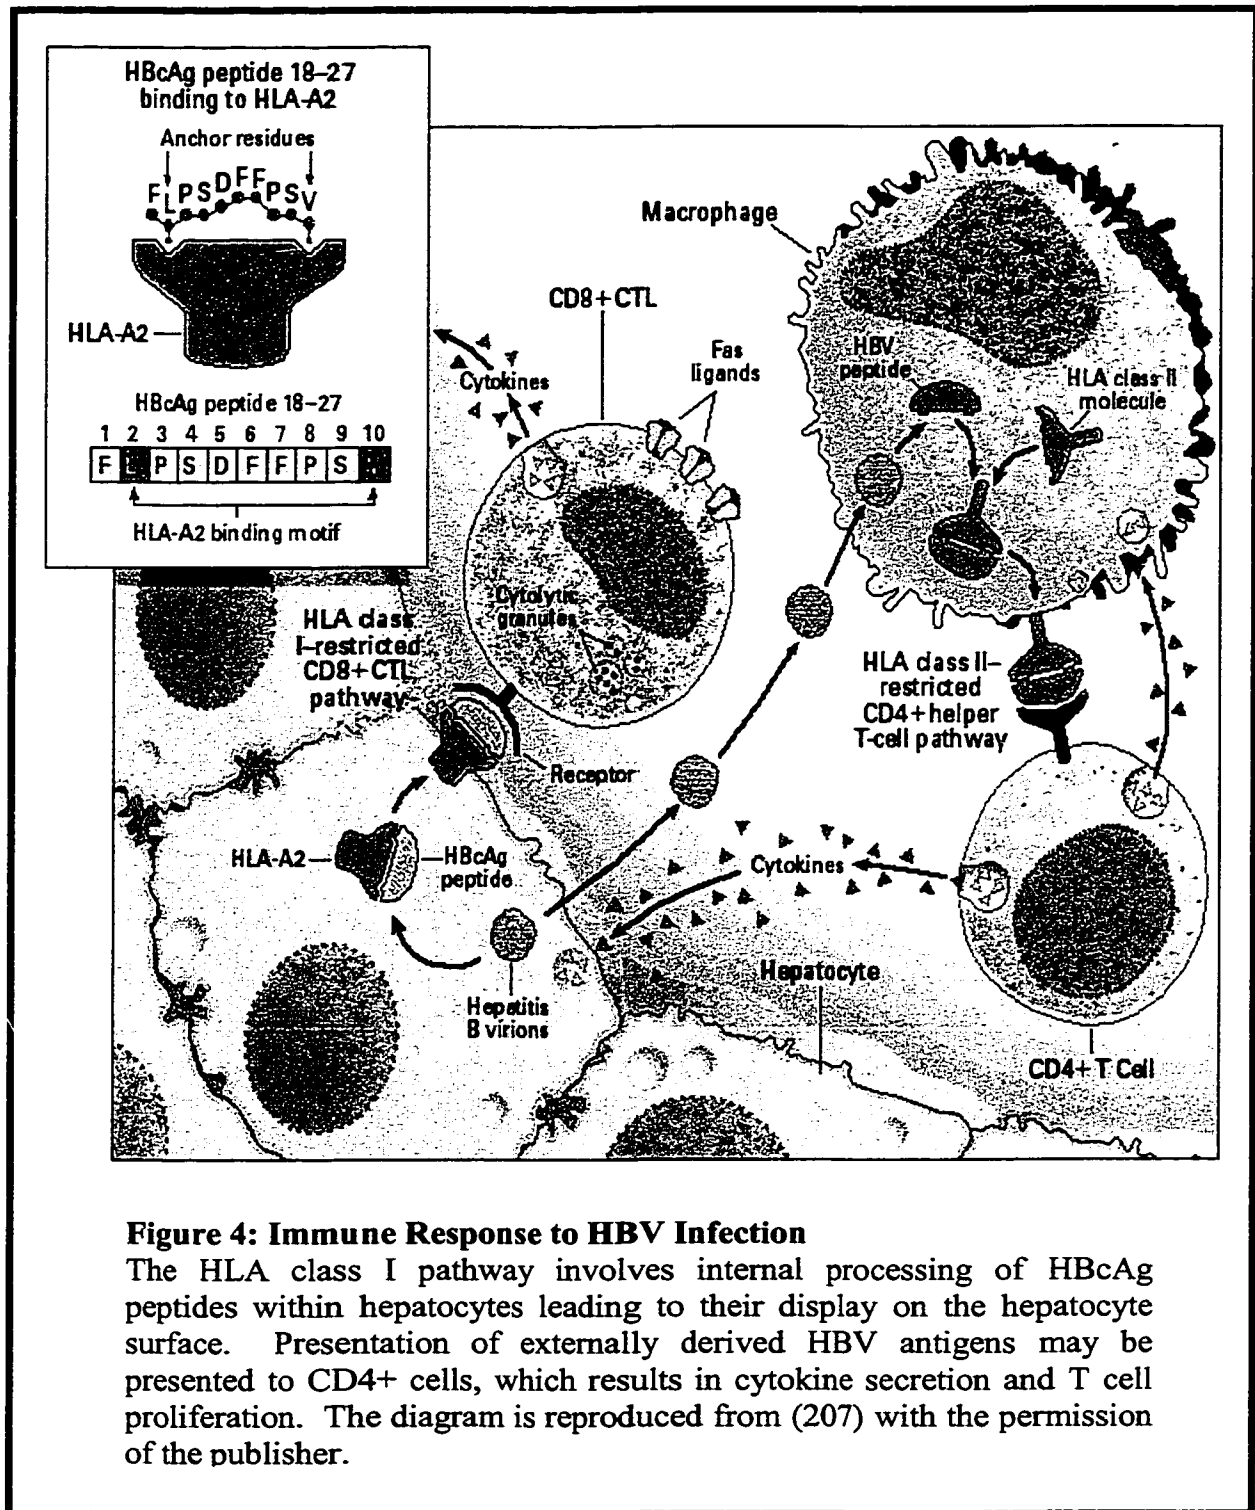 HBcAg peptide 18–27
binding to HLA-A2
Anchor residues
F L P S D F F P S V
HLA-A2
HBcAg peptide 18–27
1 2 3 4 5 6 7 8 9 10
F L P S D F F P S
HLA-A2 binding motif
Macrophage
CD8+CTL
Fas
ligands
Cytokines
HBV
peptide
HLA class II
molecule
Cytolytic
granules
HLA class
I–restricted
CD8+CTL
pathway
HLA class II–
restricted
CD4+helper
T-cell pathway
Receptor
HLA-A2
HBcAg
peptide
Cytokines
Hepatitis
B virions
Hepatocyte
CD4+ T Cell
Figure 4: Immune Response to HBV Infection
The HLA class I pathway involves internal processing of HBcAg
peptides within hepatocytes leading to their display on the hepatocyte
surface. Presentation of externally derived HBV antigens may be
presented to CD4+ cells, which results in cytokine secretion and T cell
proliferation. The diagram is reproduced from (207) with the permission
of the publisher.